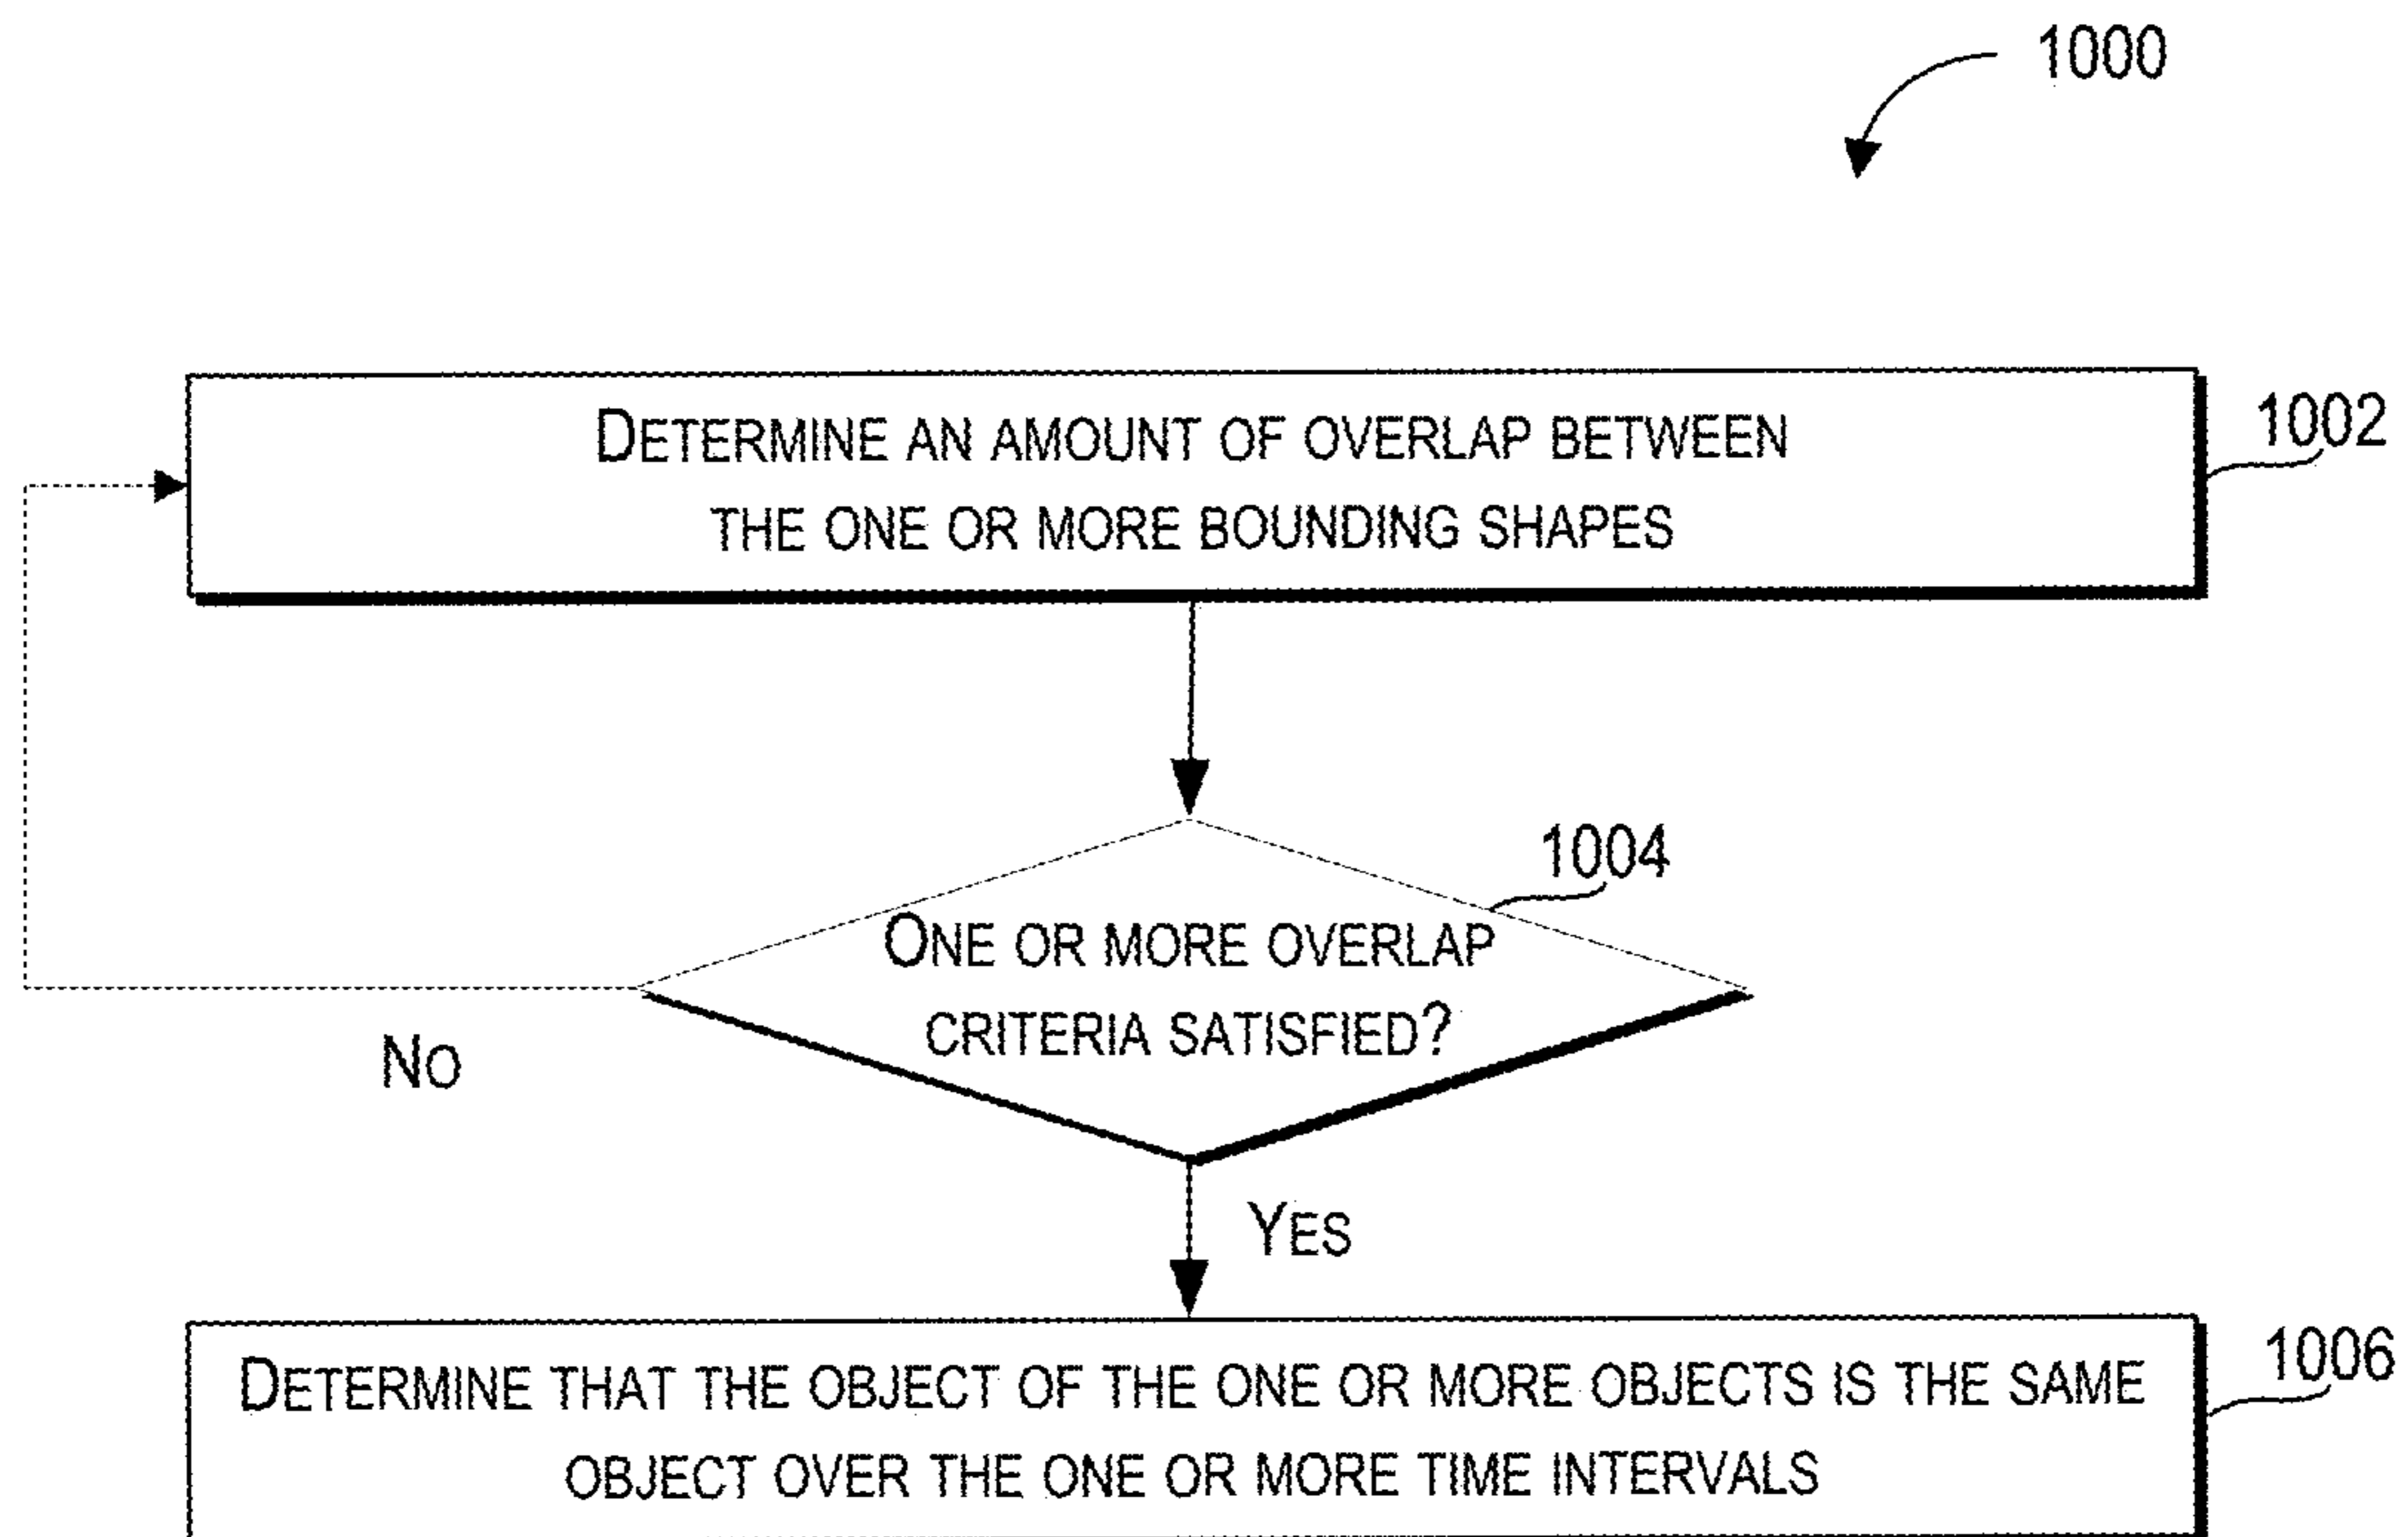 1000
DETERMINE AN AMOUNT OF OVERLAP BETWEEN
THE ONE OR MORE BOUNDING SHAPES
1002
1004
ONE OR MORE OVERLAP
CRITERIA SATISFIED?
NO
YES
DETERMINE THAT THE OBJECT OF THE ONE OR MORE OBJECTS IS THE SAME
OBJECT OVER THE ONE OR MORE TIME INTERVALS
1006